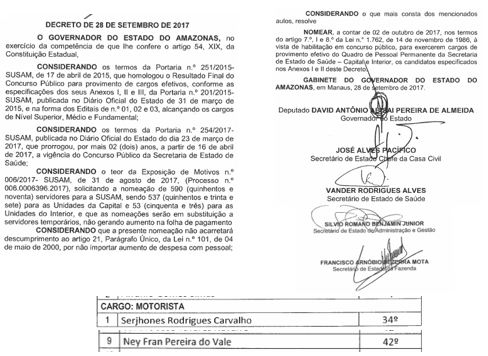 DECRETO DE 28 DE SETEMBRO DE 2017
O GOVERNADOR DO ESTADO DO AMAZONAS, no
exercício da competência que lhe confere o artigo 54, XIX, da
Constituição Estadual,
CONSIDERANDO os termos da Portaria n.º 251/2015-
SUSAM, de 17 de abril de 2015, que homologou o Resultado Final do
Concurso Público para provimento de cargos efetivos, conforme as
especificações dos seus Anexos I, II e III, da Portaria n.º 201/2015-
SUSAM, publicada no Diário Oficial do Estado de 31 de março de
2015, e na forma dos Editais de n.º 01, 02 e 03, alcançando os cargos
de Nível Superior, Médio e Fundamental;
CONSIDERANDO os termos da Portaria n.º 254/2017-
SUSAM, publicada no Diário Oficial do Estado do dia 23 de março de
2017, que prorrogou, por mais 02 (dois) anos, a partir de 16 de abril
de 2017, a vigência do Concurso Público da Secretaria de Estado de
Saúde;
CONSIDERANDO o teor da Exposição de Motivos n.º
006/2017- SUSAM, de 31 de agosto de 2017, (Processo n.º
006.0006396.2017), solicitando a nomeação de 590 (quinhentos e
noventa) servidores para a SUSAM, sendo 537 (quinhentos e trinta e
sete) para as Unidades da Capital e 53 (cinquenta e três) para as
Unidades do Interior, e que as nomeações serão em substituição a
servidores temporários, não gerando aumento na folha de pagamento
CONSIDERANDO que a presente nomeação não acarretará
descumprimento ao artigo 21, Parágrafo Único, da Lei n.º 101, de 04
de maio de 2000, por não importar aumento de despesa com pessoal;
CONSIDERANDO o que mais consta dos mencionados
autos, resolve
NOMEAR, a contar de 02 de outubro de 2017, nos termos
do artigo 7.º, I e 8.º da Lei n.º 1.762, de 14 de novembro de 1986, à
vista de habilitação em concurso público, para exercerem cargos de
provimento efetivo do Quadro de Pessoal Permanente da Secretaria
de Estado de Saúde – Capital e Interior, os candidatos especificados
nos Anexos I e II deste Decreto.
GABINETE DO GOVERNADOR DO ESTADO DO
AMAZONAS, em Manaus, 28 de setembro de 2017.
Deputado DAVID ANTÔNIO PEREIRA DE ALMEIDA
Governador do Estado
JOSÉ ALVES PACÍFICO
Secretário de Estado Chefe da Casa Civil
VANDER RODRIGUES ALVES
Secretário de Estado de Saúde
SILVIO ROMANO BENJAMIN JUNIOR
Secretário de Estado de Administração e Gestão
FRANCISCO ARNÓBIO BEZERRA MOTA
Secretário de Estado da Fazenda
CARGO: MOTORISTA
1 Serjhones Rodrigues Carvalho 34º
9 Ney Fran Pereira do Vale 42º